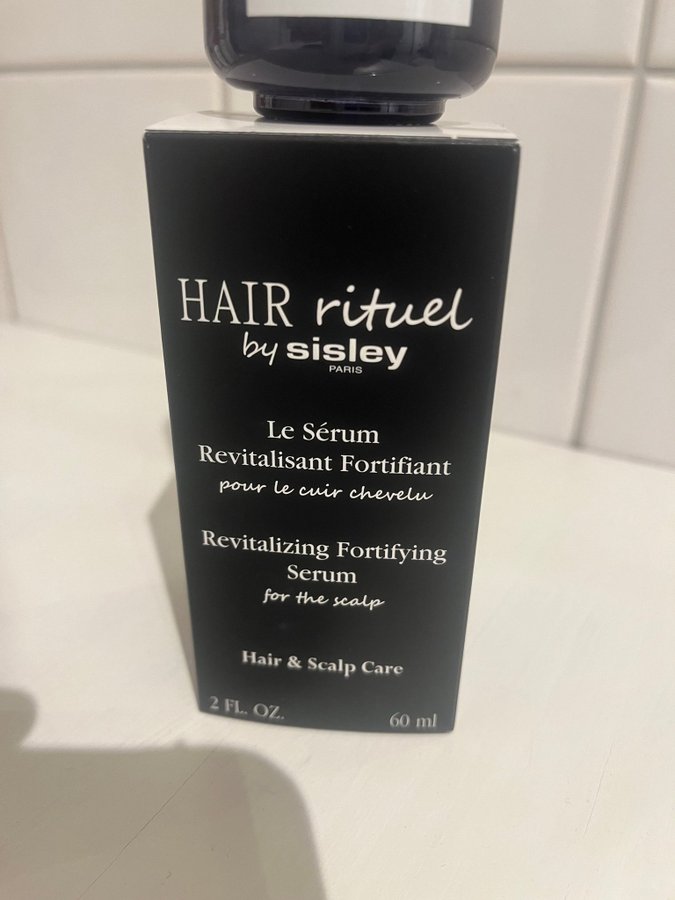 HAIR rituel
by sisley
PARIS
Le Sérum
Revitalisant Fortifiant
pour le cuir chevelu
Revitalizing Fortifying
Serum
for the scalp
Hair & Scalp Care
2 FL. OZ. 60 ml